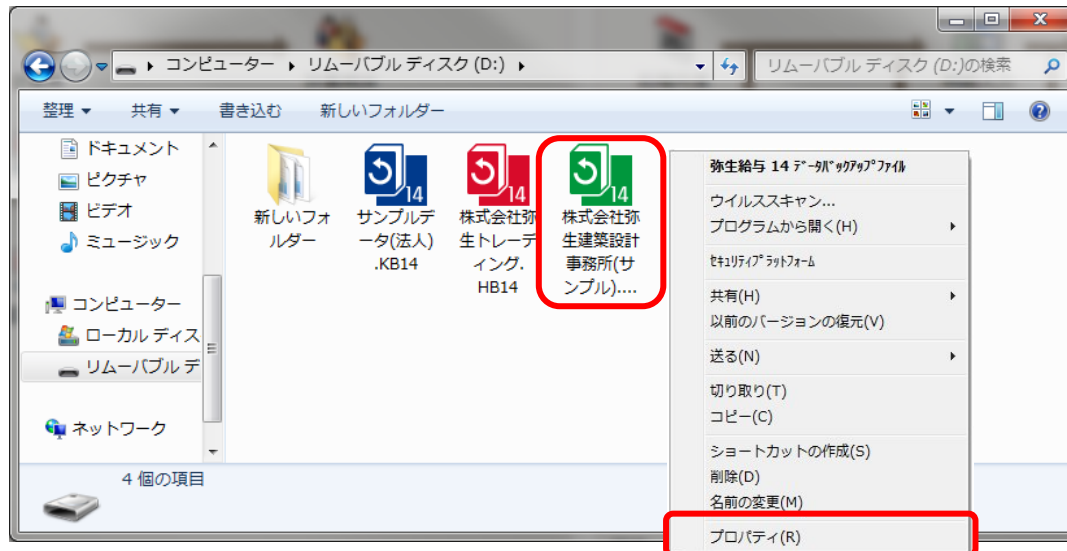 コンピューター ▸ リムーバブル ディスク (D:) ▸
リムーバブル ディスク (D:)の検索
整理 ▼ 共有 ▼ 書き込む 新しいフォルダー
ドキュメント
ピクチャ
ビデオ
ミュージック
コンピューター
ローカル ディス
リムーバブル デ
ネットワーク
新しいフォ
ルダー
14
サンプルデ
ータ(法人)
.KB14
14
株式会社弥
生トレーデ
ィング.
HB14
14
株式会社弥
生建築設計
事務所(サ
ンプル)....
弥生給与 14 ﾃﾞｰﾀﾊﾞｯｸｱｯﾌﾟﾌｧｲﾙ
ウイルススキャン...
プログラムから開く(H)
ｾｷｭﾘﾃｨﾌﾟﾗｯﾄﾌｫｰﾑ
共有(H)
以前のバージョンの復元(V)
送る(N)
切り取り(T)
コピー(C)
ショートカットの作成(S)
削除(D)
名前の変更(M)
プロパティ(R)
4 個の項目